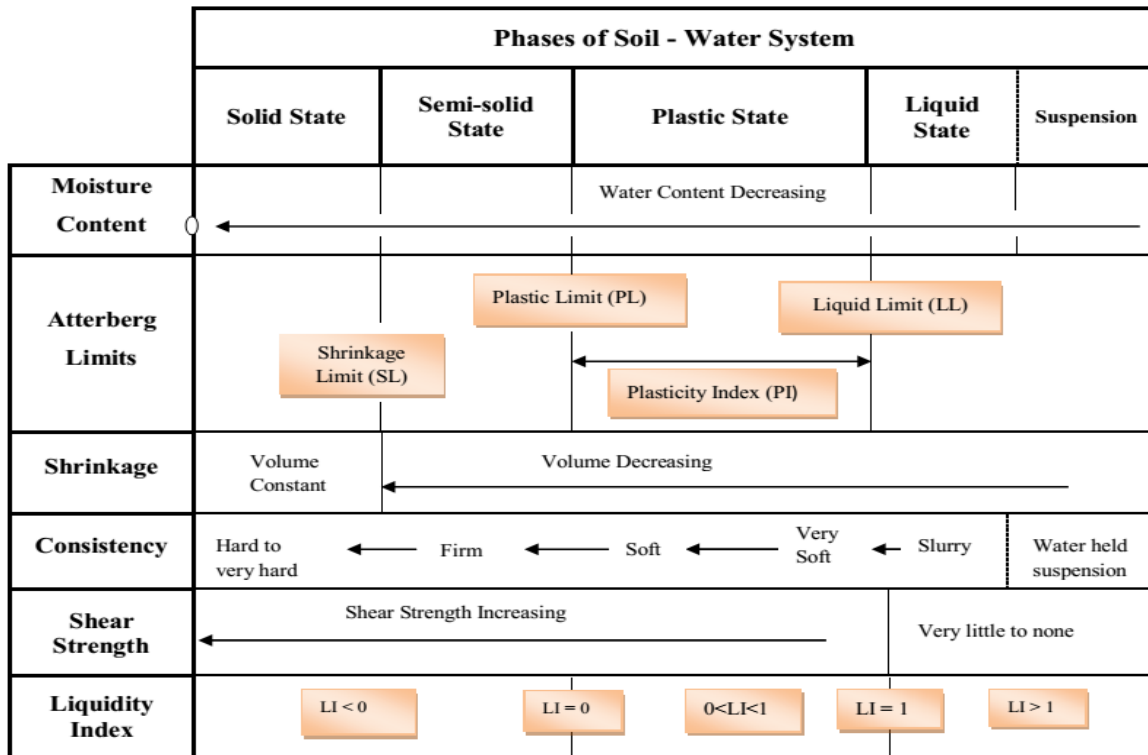 Phases of Soil - Water System
Solid State
Semi-solid
State
Plastic State
Liquid
State
Suspension
Moisture
Content
Water Content Decreasing
Atterberg
Limits
Plastic Limit (PL)
Liquid Limit (LL)
Shrinkage
Limit (SL)
Plasticity Index (PI)
Shrinkage
Volume
Constant
Volume Decreasing
Consistency
Hard to
very hard
Firm
Soft
Very
Soft
Slurry
Water held
suspension
Shear
Strength
Shear Strength Increasing
Very little to none
Liquidity
Index
LI < 0
LI = 0
0<LI<1
LI = 1
LI > 1